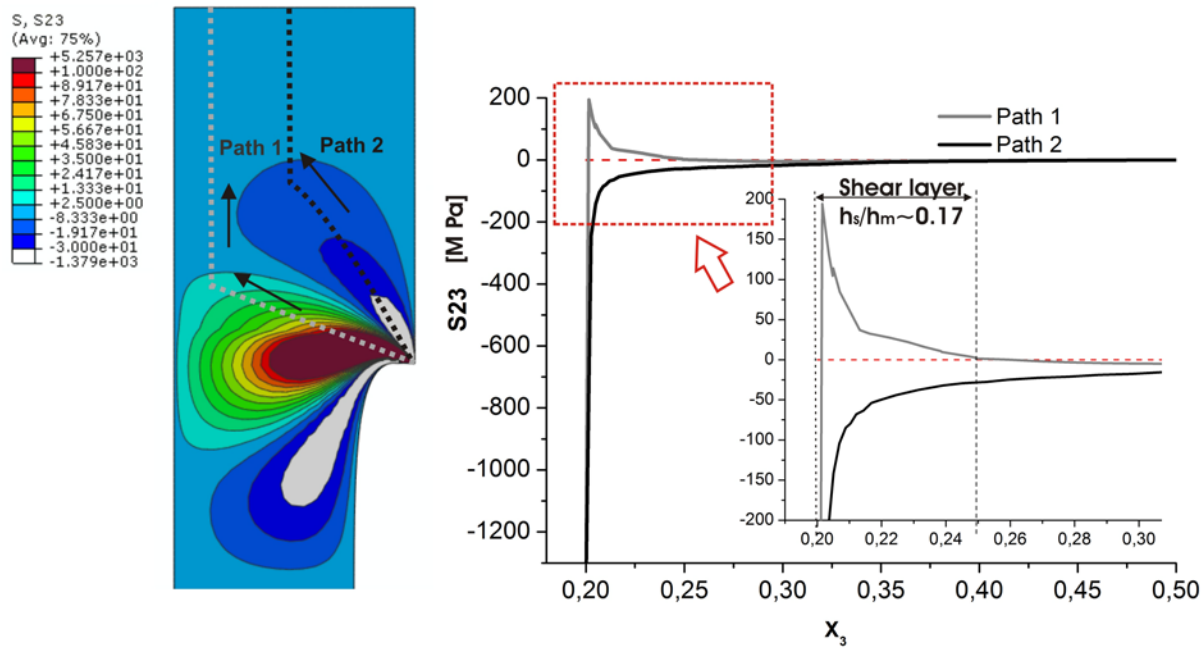 S, S23
(Avg: 75%)
+5.257e+03
+1.000e+02
+8.917e+01
+7.833e+01
+6.750e+01
+5.667e+01
+4.583e+01
+3.500e+01
+2.417e+01
+1.333e+01
+2.500e+00
-8.333e+00
-1.917e+01
-3.000e+01
-1.379e+03
Path 1
Path 2
S23 [M Pa]
200
0
-200
-400
-600
-800
-1000
-1200
0,20
0,25
0,30
0,35
0,40
0,45
0,50
X3
Path 1
Path 2
Shear layer
hs/hm~0.17
200
150
100
50
0
-50
-100
-150
-200
0,20
0,22
0,24
0,26
0,28
0,30